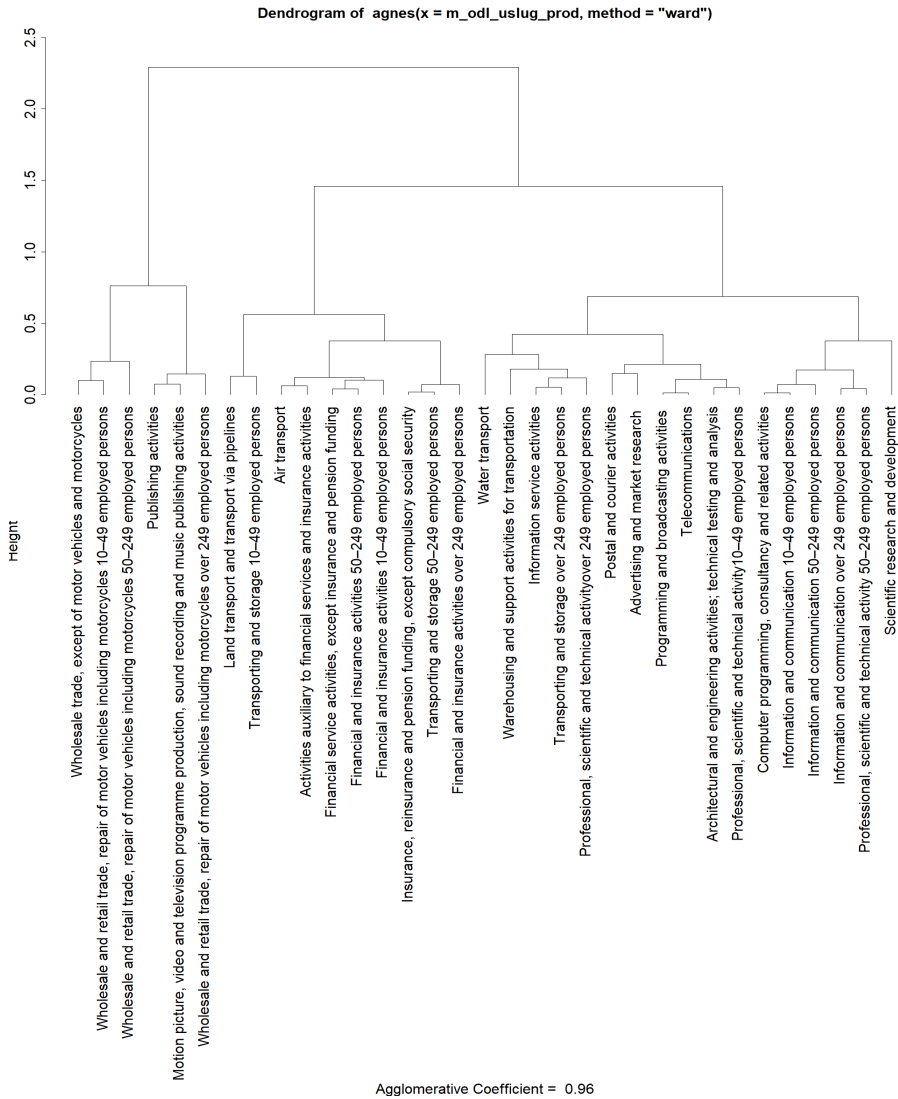 Dendrogram of  agnes(x = m_odl_uslug_prod, method = "ward")
2.5
2.0
1.5
1.0
0.5
0.0
Height
Wholesale trade, except of motor vehicles and motorcycles
Wholesale and retail trade, repair of motor vehicles including motorcycles 10–49 employed persons
Wholesale and retail trade, repair of motor vehicles including motorcycles 50–249 employed persons
Publishing activities
Motion picture, video and television programme production, sound recording and music publishing activities
Wholesale and retail trade, repair of motor vehicles including motorcycles over 249 employed persons
Land transport and transport via pipelines
Transporting and storage 10–49 employed persons
Air transport
Activities auxiliary to financial services and insurance activities
Financial service activities, except insurance and pension funding
Financial and insurance activities 50–249 employed persons
Financial and insurance activities 10–49 employed persons
Insurance, reinsurance and pension funding, except compulsory social security
Transporting and storage 50–249 employed persons
Financial and insurance activities over 249 employed persons
Water transport
Warehousing and support activities for transportation
Information service activities
Transporting and storage over 249 employed persons
Professional, scientific and technical activityover 249 employed persons
Postal and courier activities
Advertising and market research
Programming and broadcasting activities
Telecommunications
Architectural and engineering activities; technical testing and analysis
Professional, scientific and technical activity10–49 employed persons
Computer programming, consultancy and related activities
Information and communication 10–49 employed persons
Information and communication 50–249 employed persons
Information and communication over 249 employed persons
Professional, scientific and technical activity 50–249 employed persons
Scientific research and development
Agglomerative Coefficient =  0.96